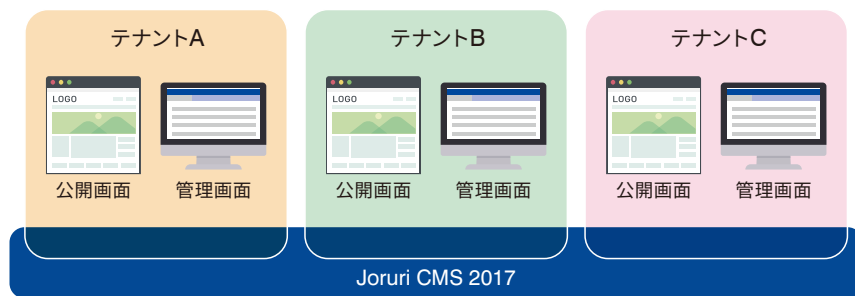 テナントA
テナントB
テナントC
LOGO
LOGO
LOGO
公開画面
管理画面
公開画面
管理画面
公開画面
管理画面
Joruri CMS 2017